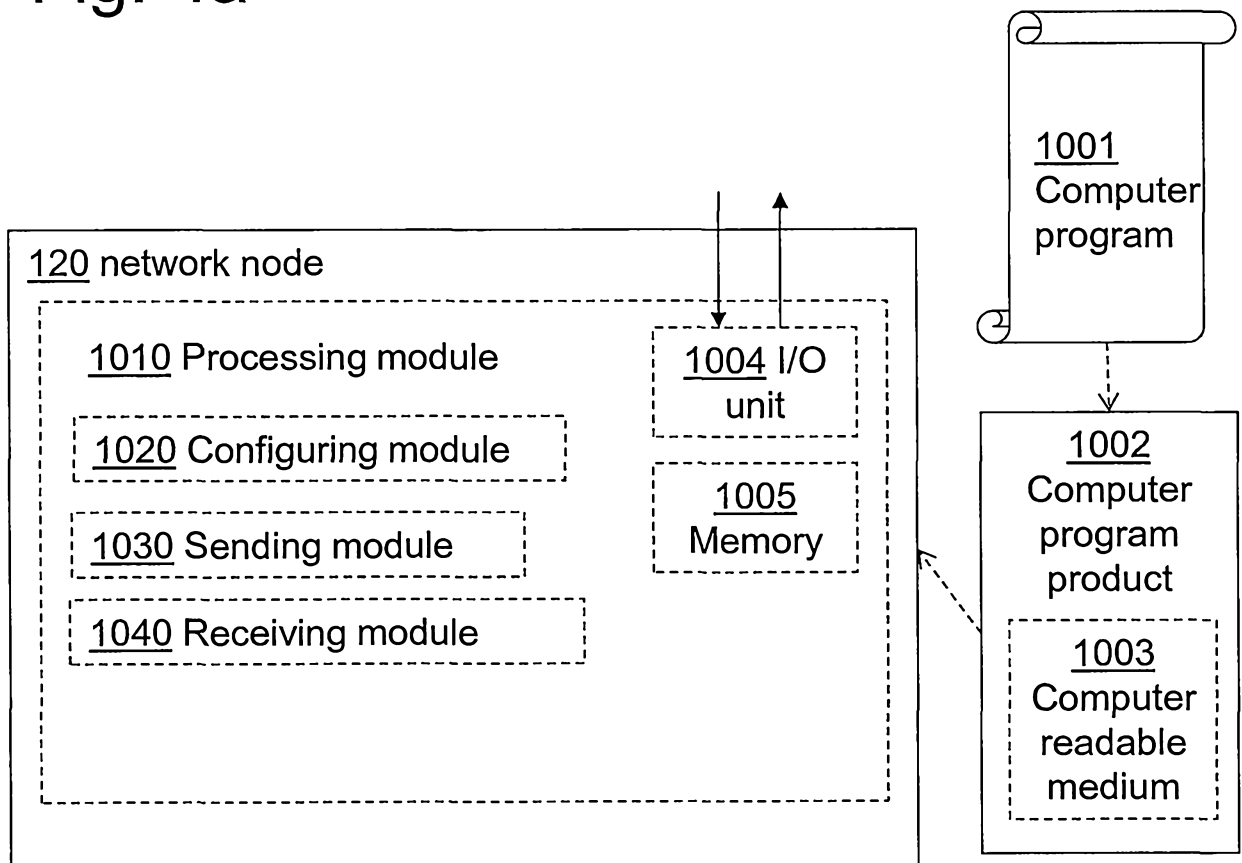 1001
Computer
program
120 network node
1010 Processing module
1004 I/O
unit
1020 Configuring module
1005
Memory
1030 Sending module
1040 Receiving module
1002
Computer
program
product
1003
Computer
readable
medium